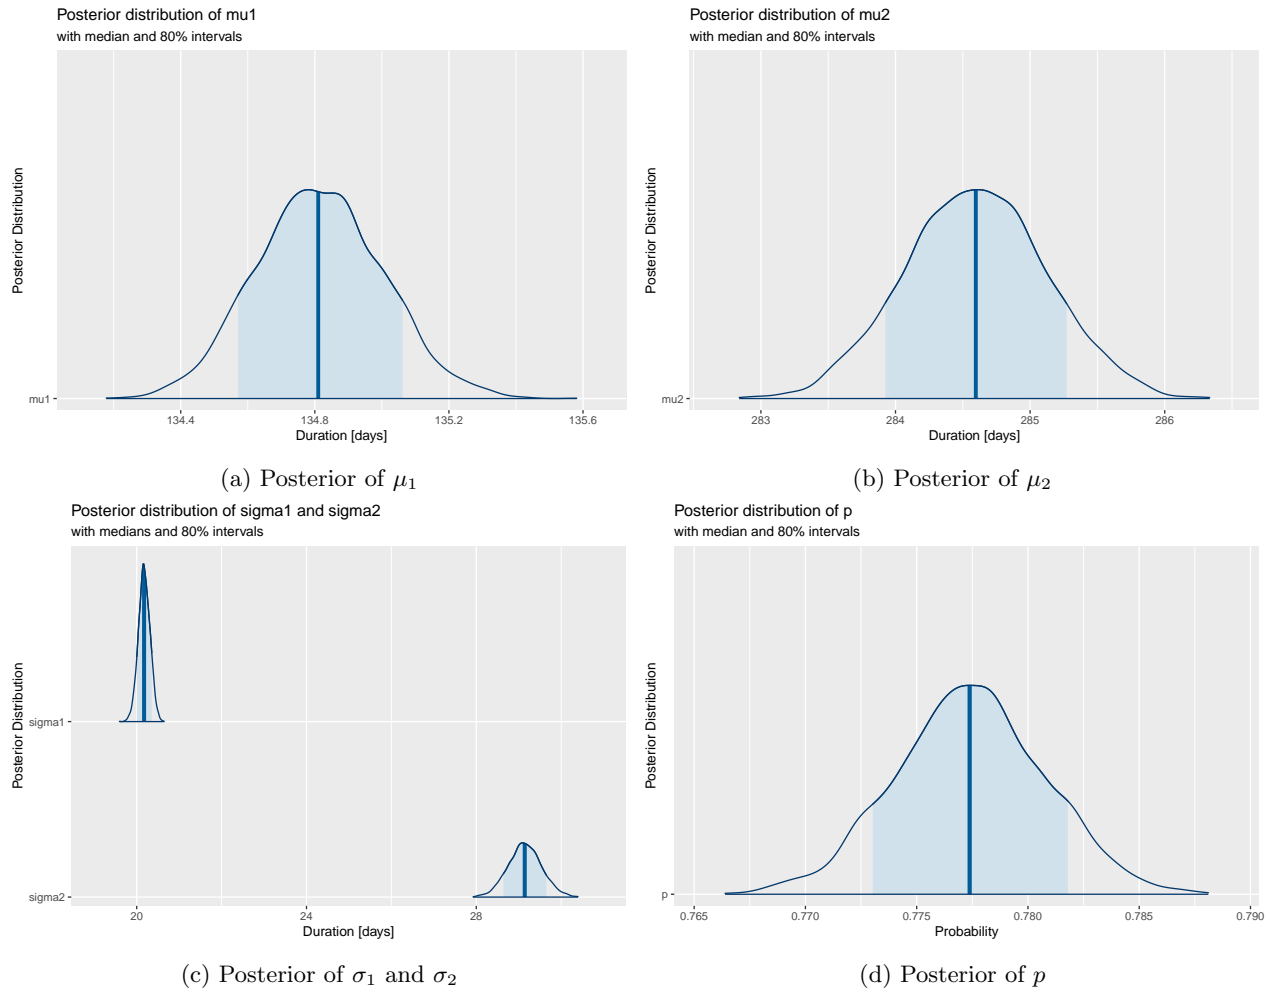 Posterior distribution of mu1
with median and 80% intervals
Posterior Distribution
mu1
134.4 134.8 135.2 135.6
Duration [days]
(a) Posterior of μ1
Posterior distribution of mu2
with median and 80% intervals
Posterior Distribution
mu2
283 284 285 286
Duration [days]
(b) Posterior of μ2
Posterior distribution of sigma1 and sigma2
with medians and 80% intervals
Posterior Distribution
sigma1
sigma2
20 24 28
Duration [days]
(c) Posterior of σ1 and σ2
Posterior distribution of p
with median and 80% intervals
Posterior Distribution
p
0.765 0.770 0.775 0.780 0.785 0.790
Probability
(d) Posterior of p